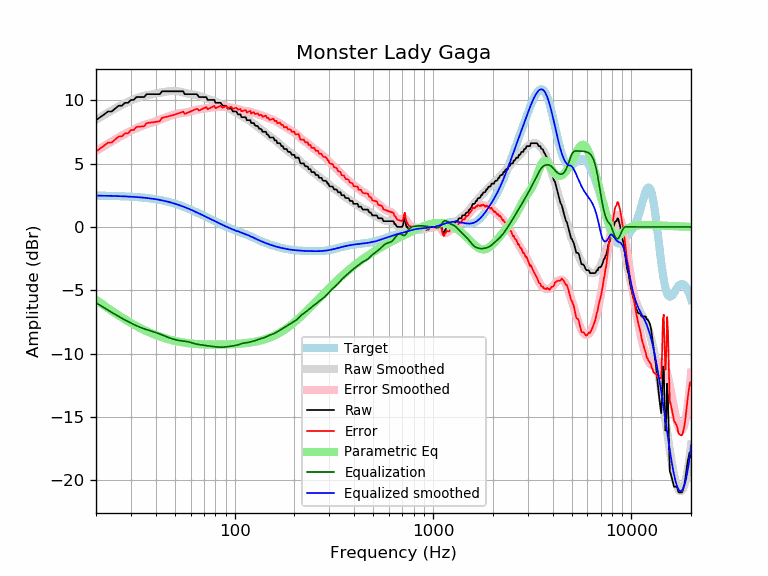 Monster Lady Gaga
Amplitude (dBr)
10
5
0
−5
−10
−15
−20
Target
Raw Smoothed
Error Smoothed
Raw
Error
Parametric Eq
Equalization
Equalized smoothed
100
1000
10000
Frequency (Hz)